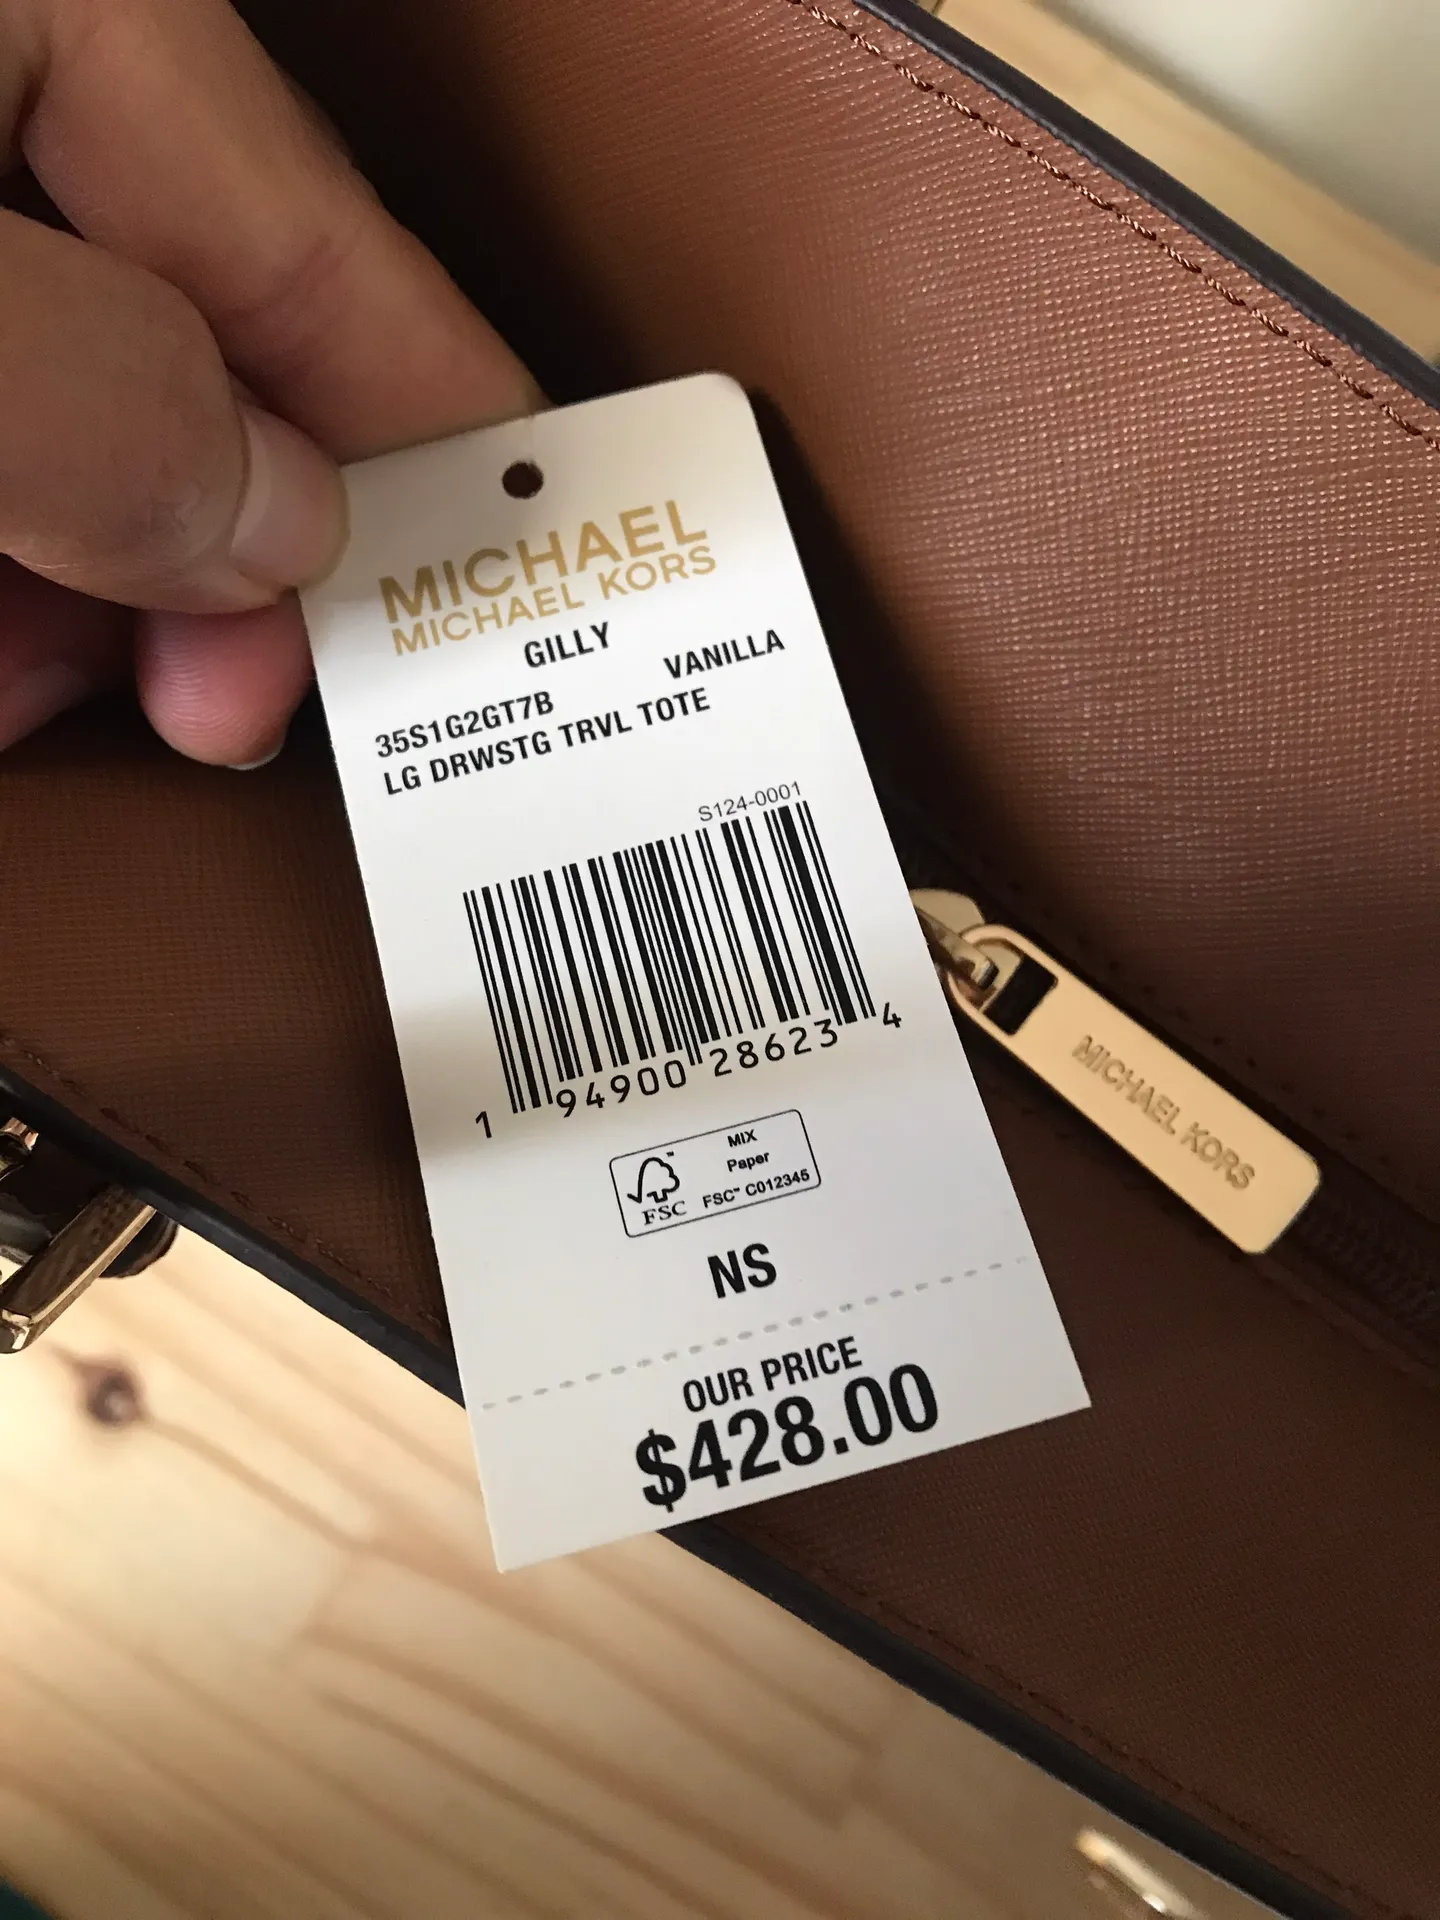 MICHAEL
MICHAEL KORS
GILLY
35S1G2GT7B VANILLA
LG DRWSTG TRVL TOTE
S124-0001
1 94900 28623 4
MIX
Paper
FSC™ C012345
FSC
NS
OUR PRICE
$428.00
MICHAEL KORS